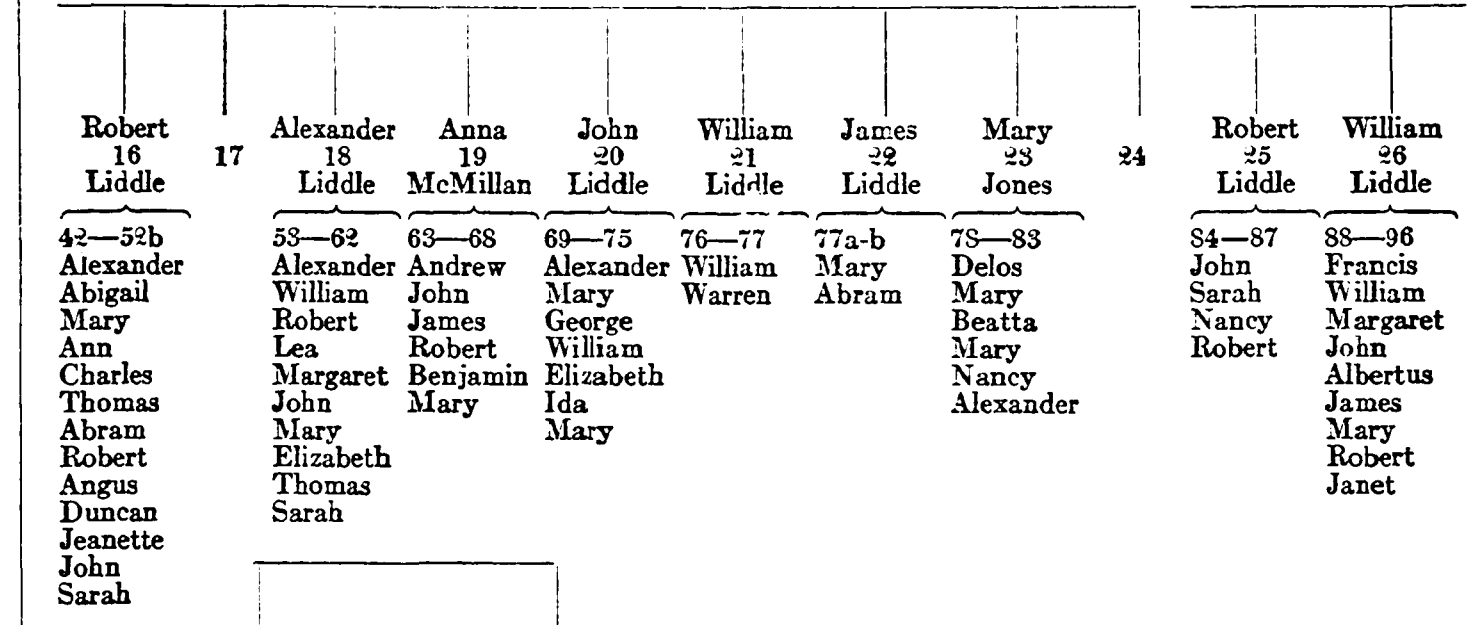 Robert
16
Liddle
42—52b
Alexander
Abigail
Mary
Ann
Charles
Thomas
Abram
Robert
Angus
Duncan
Jeanette
John
Sarah
17
Alexander
18
Liddle
53—62
Alexander
William
Robert
Lea
Margaret
John
Mary
Elizabeth
Thomas
Sarah
Anna
19
McMillan
63—68
Andrew
John
James
Robert
Benjamin
Mary
John
20
Liddle
69—75
Alexander
Mary
George
William
Elizabeth
Ida
Mary
William
21
Liddle
76—77
William
Warren
James
22
Liddle
77a-b
Mary
Abram
Mary
23
Jones
78—83
Delos
Mary
Beatta
Mary
Nancy
Alexander
24
Robert
25
Liddle
84—87
John
Sarah
Nancy
Robert
William
26
Liddle
88—96
Francis
William
Margaret
John
Albertus
James
Mary
Robert
Janet